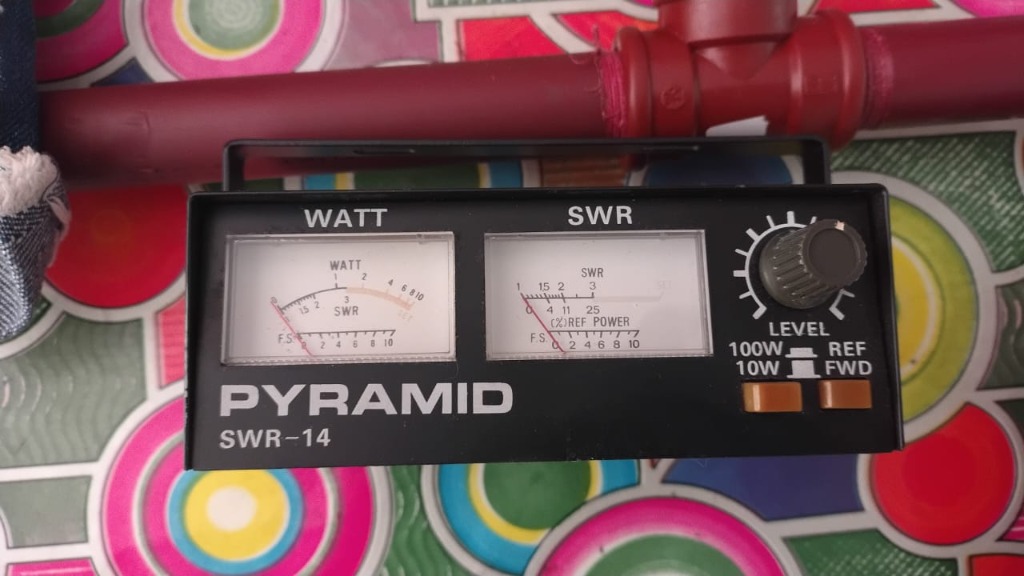 WATT SWR
WATT
1 2 4 6 8 10
1.5 2 3
SWR
F.S.
2 4 6 8 10
SWR
1 1.5 2 3
0 4 11 25
(%)REF POWER
F.S. 0 2 4 6 8 10
LEVEL
100W REF
10W FWD
PYRAMID
SWR-14